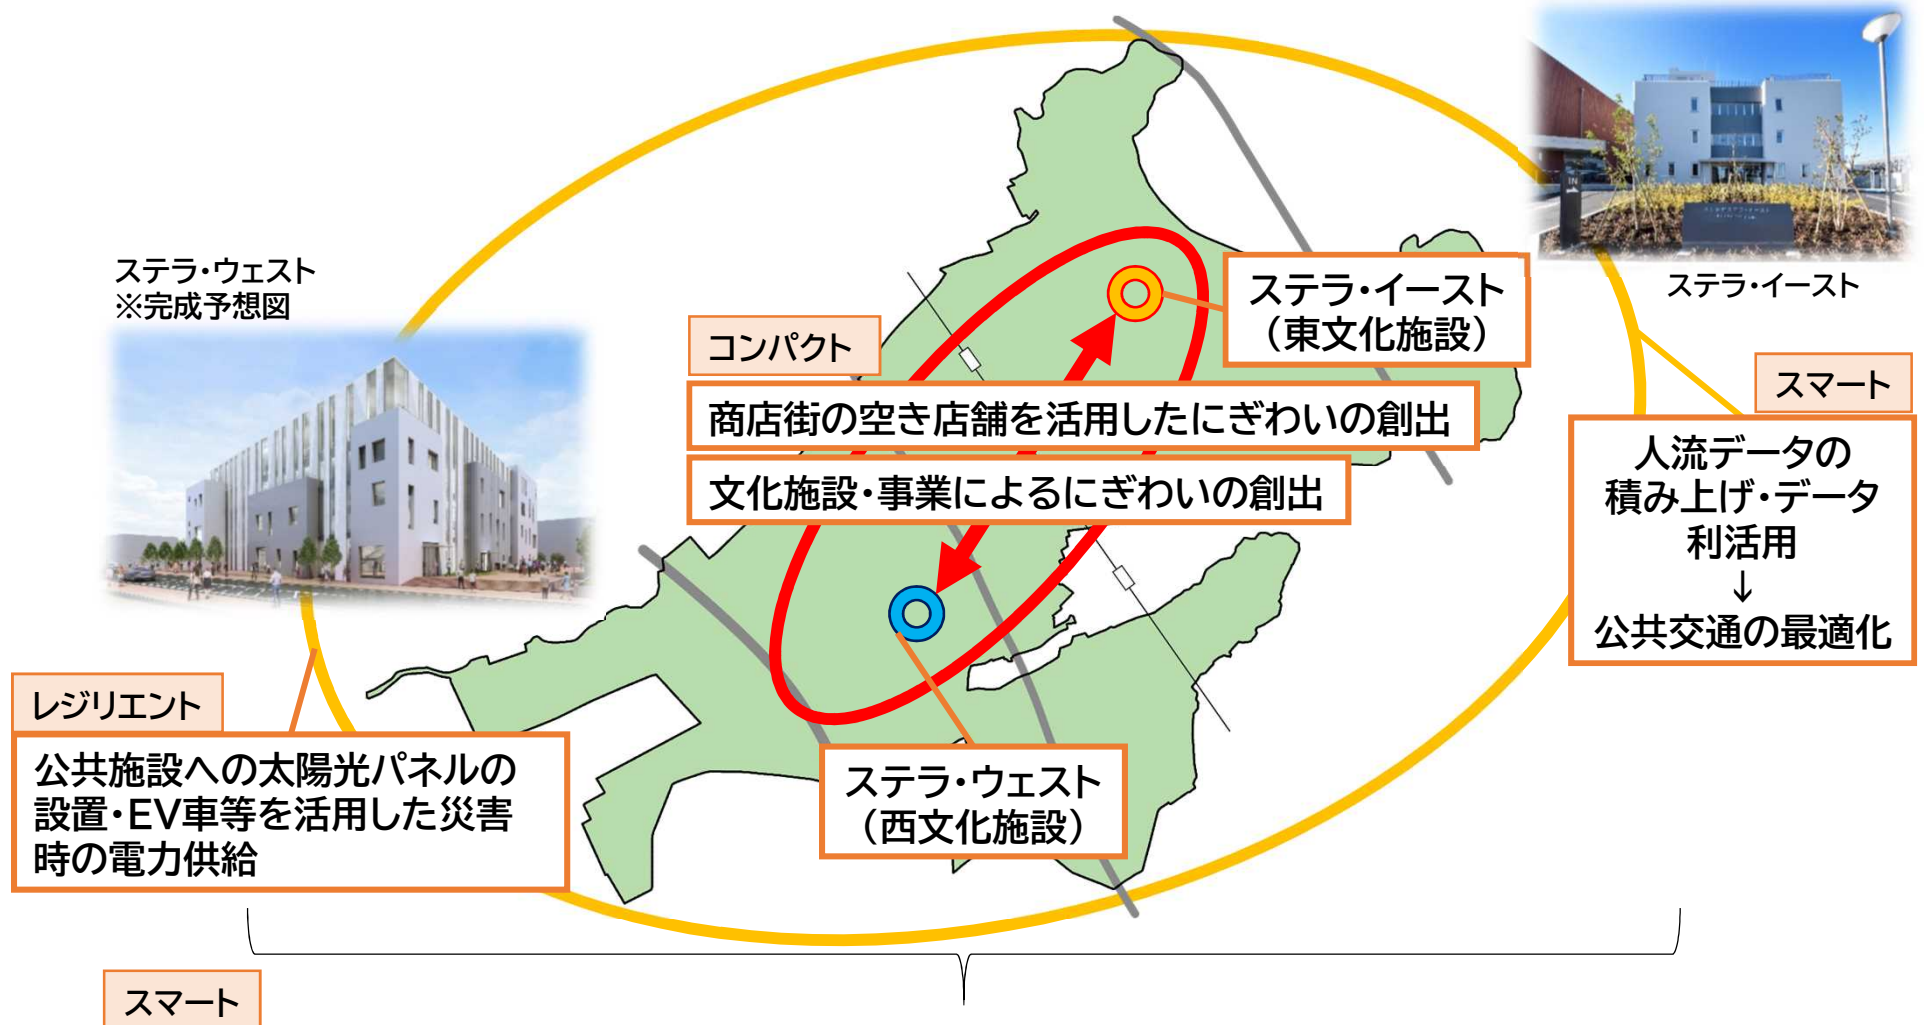 ステラ・ウェスト
※完成予想図
ステラ・イースト
IN
コンパクト
ステラ・イースト
（東文化施設）
商店街の空き店舗を活用したにぎわいの創出
文化施設・事業によるにぎわいの創出
スマート
人流データの
積み上げ・データ
利活用
↓
公共交通の最適化
レジリエント
公共施設への太陽光パネルの
設置・EV車等を活用した災害
時の電力供給
ステラ・ウェスト
（西文化施設）
スマート